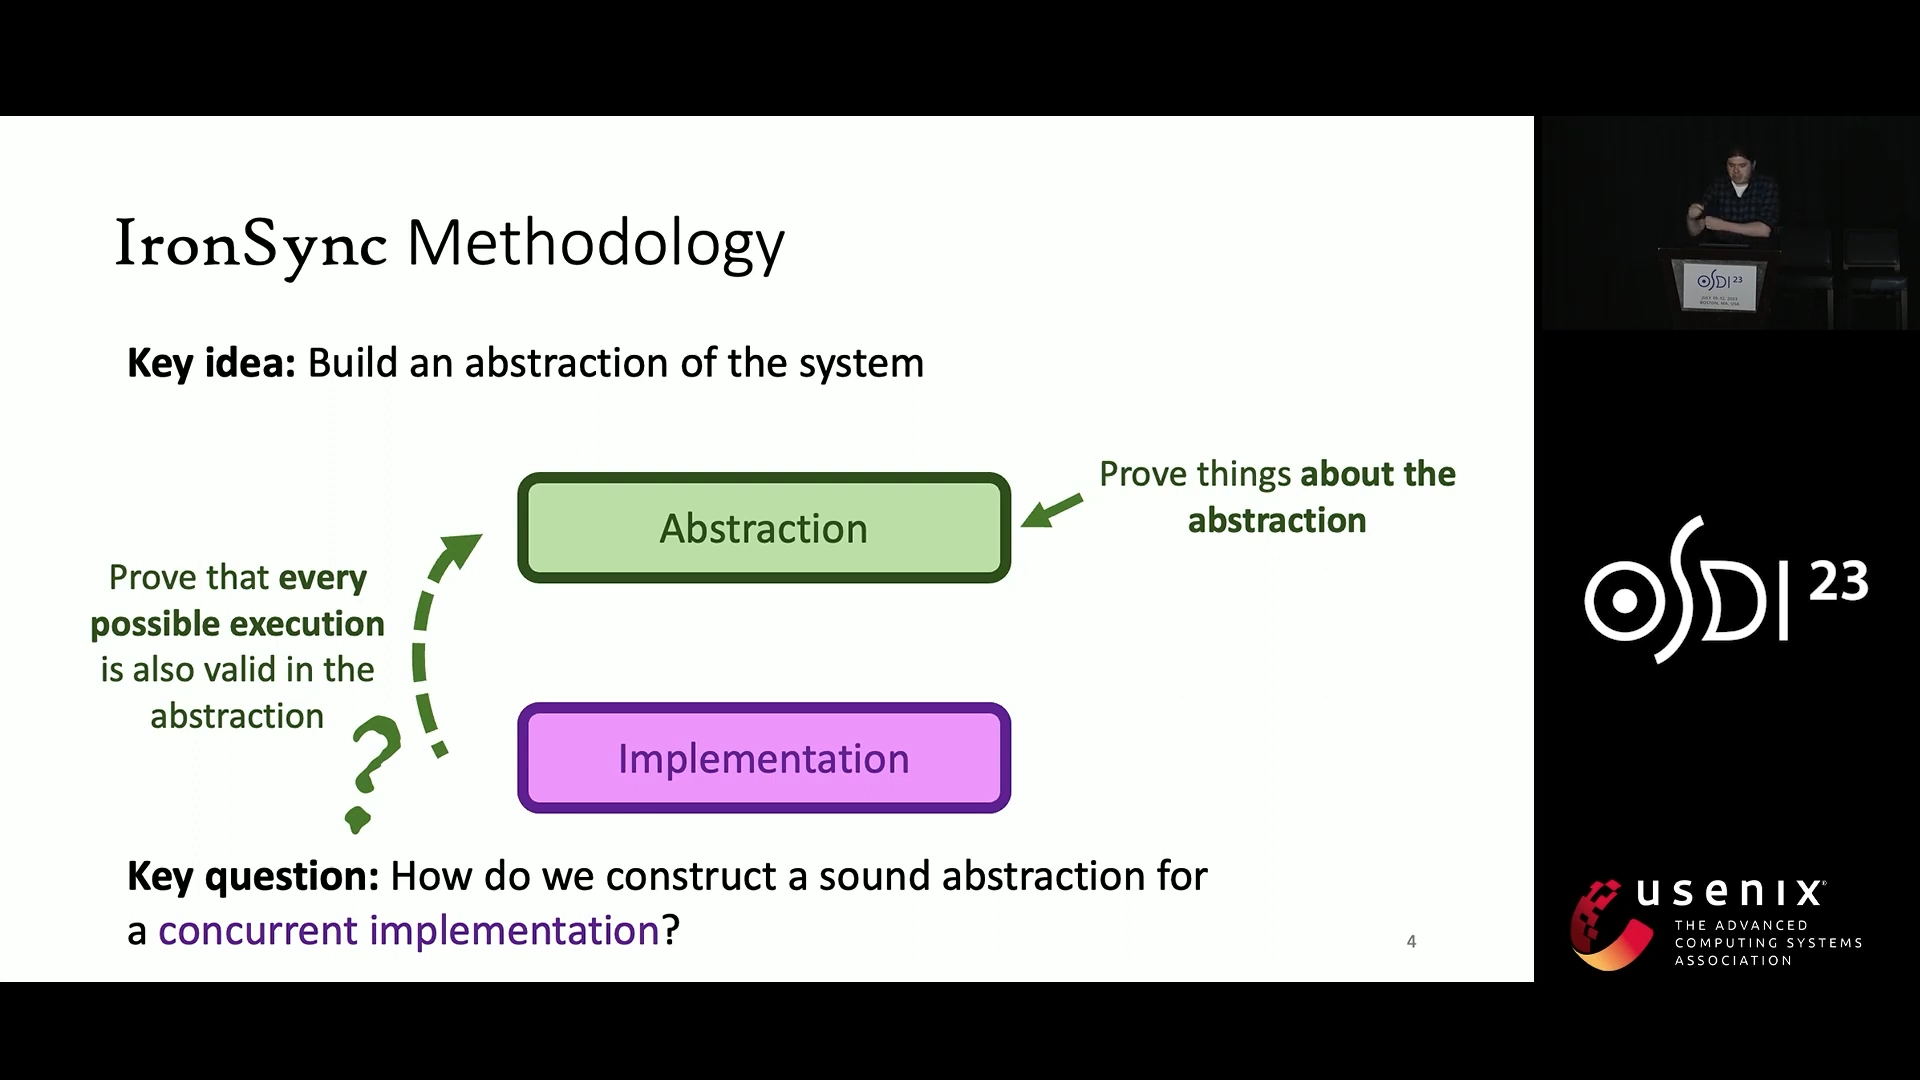 IronSync Methodology
Key idea: Build an abstraction of the system
Abstraction
Prove things about the
abstraction
Prove that every
possible execution
is also valid in the
abstraction
?
Implementation
Key question: How do we construct a sound abstraction for
a concurrent implementation?
4
OSDI 23
OSDI 23
usenix
THE ADVANCED
COMPUTING SYSTEMS
ASSOCIATION